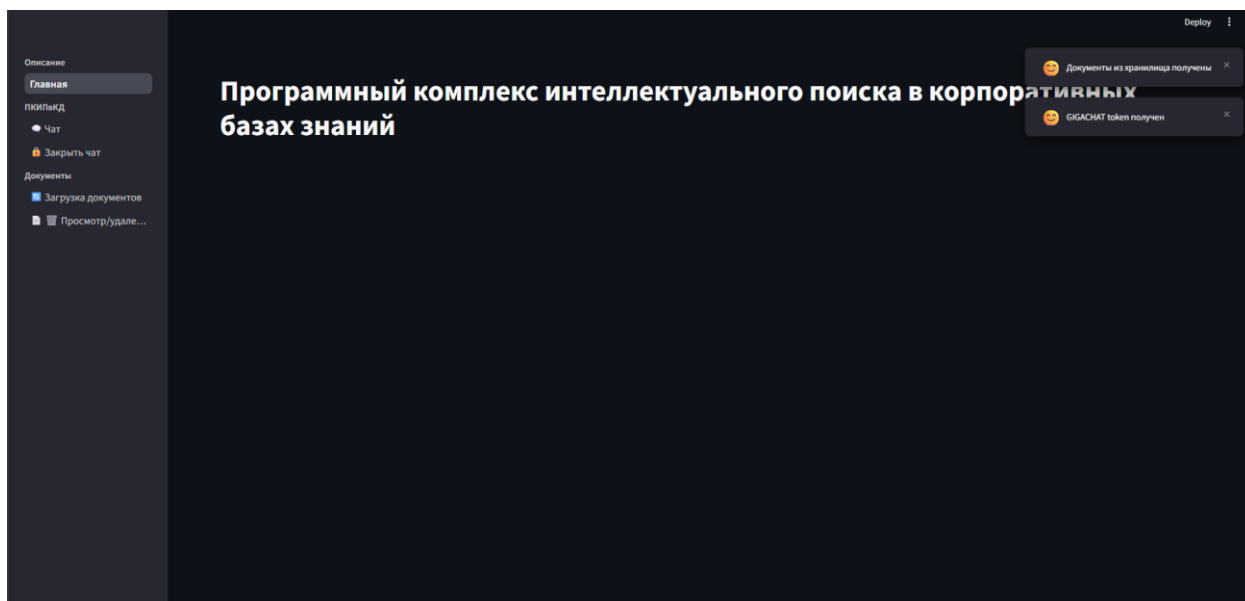 Deploy
Описание
Главная
ПКИПвКД
Чат
Закрыть чат
Документы
Загрузка документов
Просмотр/удале...
Программный комплекс интеллектуального поиска в корпоративных
базах знаний
Документы из хранилища получены
GIGACHAT token получен